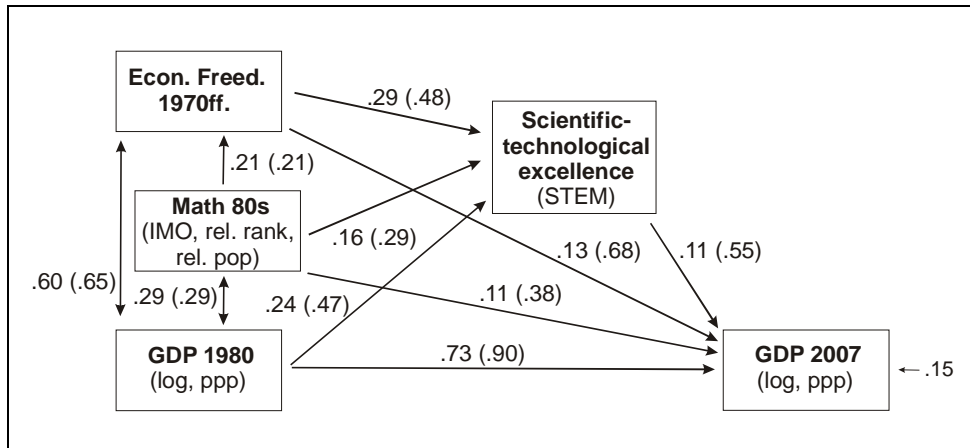 Econ. Freed.
1970ff.
.29 (.48)
Scientific-
technological
excellence
(STEM)
.21 (.21)
Math 80s
(IMO, rel. rank,
rel. pop)
.16 (.29)
.13 (.68)
.11 (.55)
.60 (.65)
.29 (.29)
.24 (.47)
.11 (.38)
GDP 1980
(log, ppp)
.73 (.90)
GDP 2007
(log, ppp)
.15